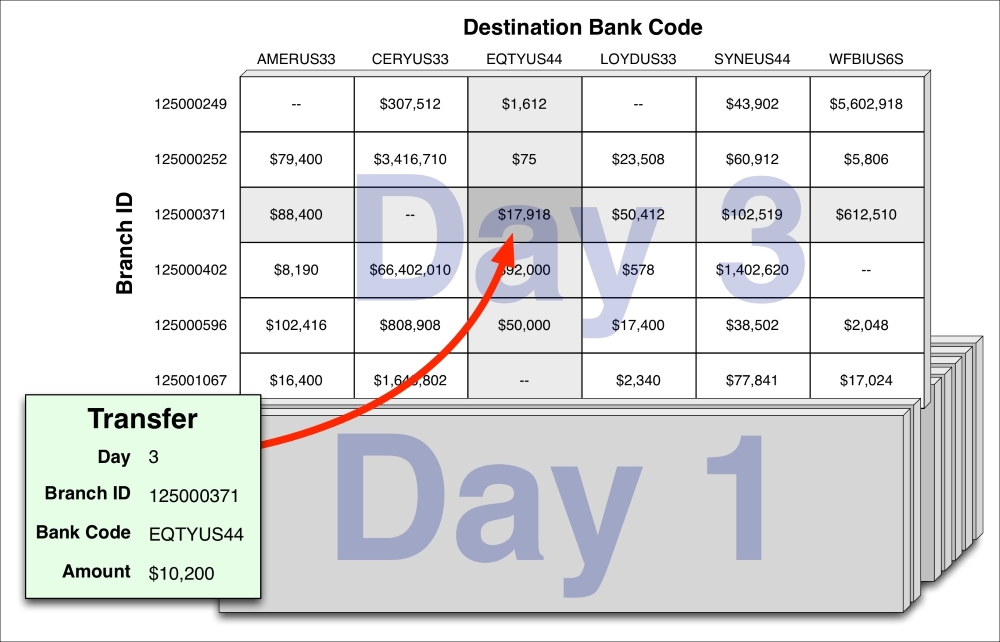 Destination Bank Code
AMERUS33 CERYUS33 EQTYUS44 LOYDUS33 SYNEUS44 WFBIUS6S
Branch ID
125000249 -- $307,512 $1,612 -- $43,902 $5,602,918
125000252 $79,400 $3,416,710 $75 $23,508 $60,912 $5,806
125000371 $88,400 -- $17,918 $50,412 $102,519 $612,510
125000402 $8,190 $66,402,010 $92,000 $578 $1,402,620 --
125000596 $102,416 $808,908 $50,000 $17,400 $38,502 $2,048
125001067 $16,400 -- $2,340 $77,841 $17,024
Day 3
Transfer
Day 3
Branch ID 125000371
Bank Code EQTYUS44
Amount $10,200
Day 1